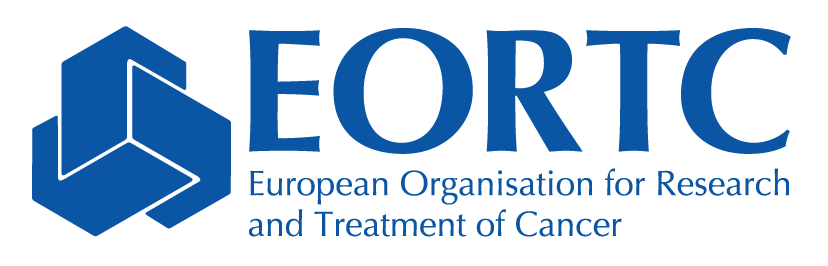 EORTC
European Organisation for Research
and Treatment of Cancer